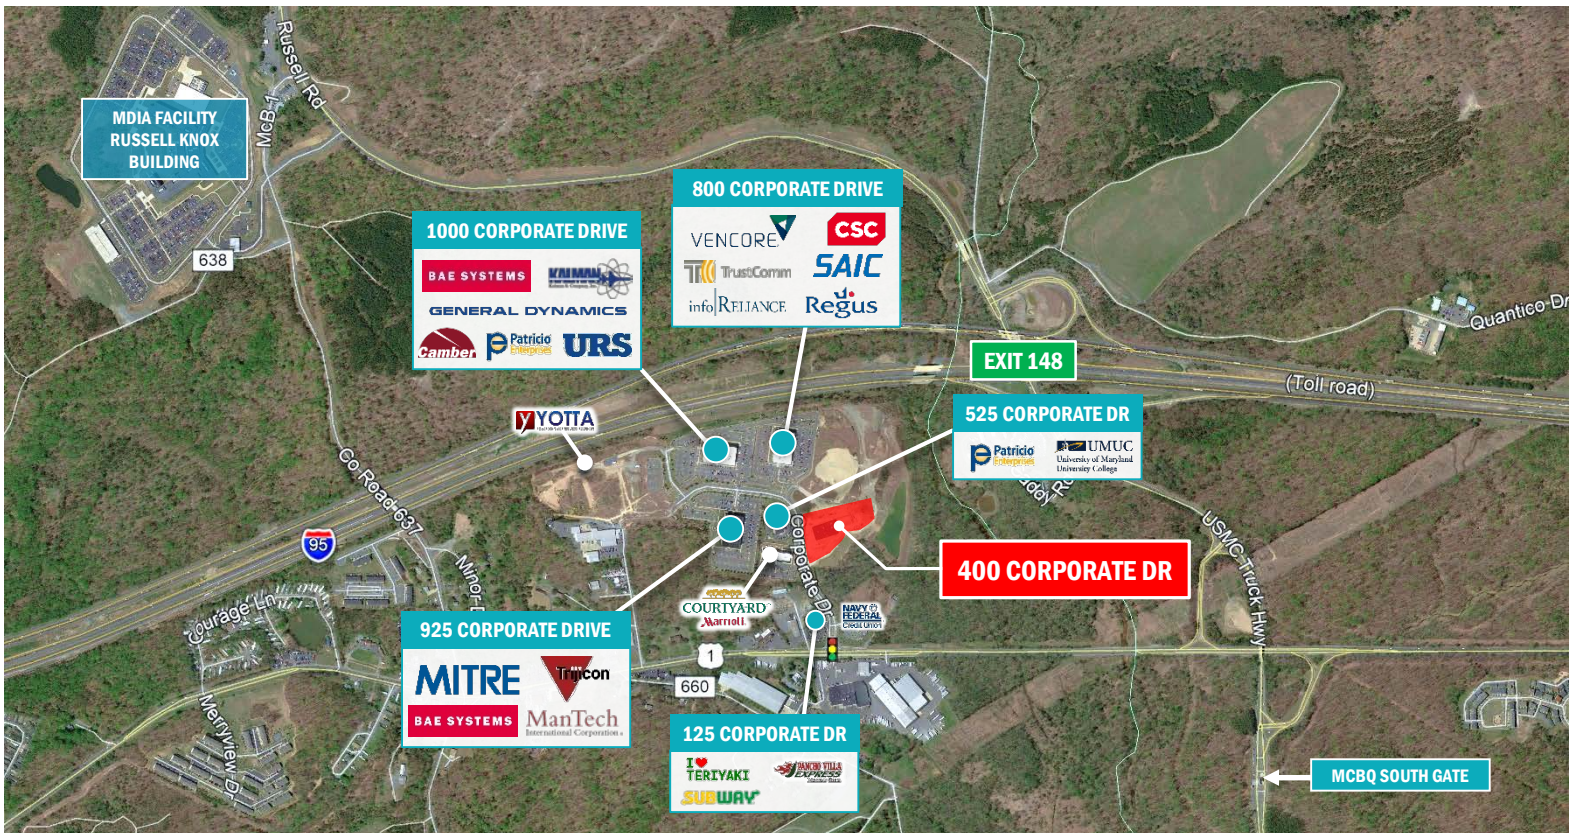 Russell Rd
McB 1
MDIA FACILITY
RUSSELL KNOX
BUILDING
638
1000 CORPORATE DRIVE
BAE SYSTEMS
KALMAN
GENERAL DYNAMICS
Camber
Patricio
Enterprises
URS
800 CORPORATE DRIVE
VENCORE
CSC
TrustComm
SAIC
info RELIANCE
Regus
Quantico Dr
EXIT 148
(Toll road)
525 CORPORATE DR
Patricio
Enterprises
UMUC
University of Maryland
University College
YOTTA
Co Road 637
95
Corporate Dr
USMC Truck Hwy
400 CORPORATE DR
COURTYARD
Marriott
NAVY
FEDERAL
Credit Union
Courage Ln
Merryview Dr
925 CORPORATE DRIVE
MITRE
Trijicon
BAE SYSTEMS
ManTech
International Corporation
1
660
125 CORPORATE DR
I
TERIYAKI
PANCHO VILLA
EXPRESS
SUBWAY
MCBQ SOUTH GATE